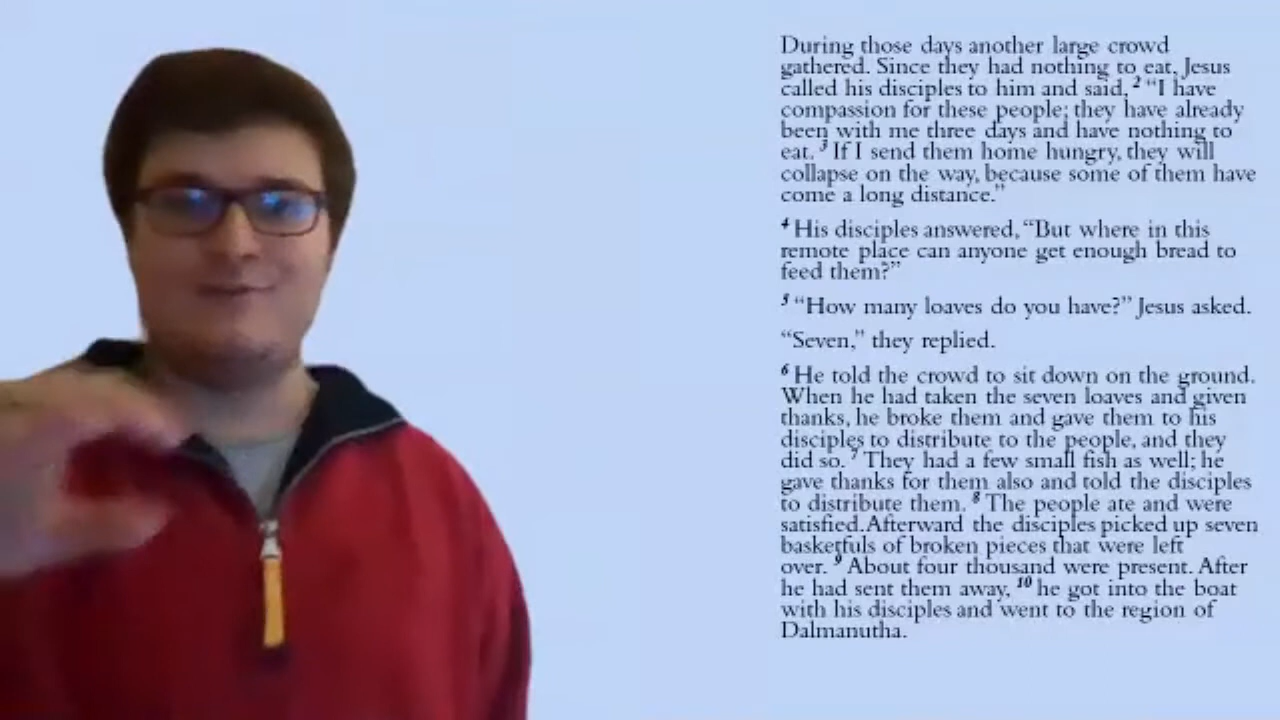 During those days another large crowd
gathered. Since they had nothing to eat, Jesus
called his disciples to him and said, 2 “I have
compassion for these people; they have already
been with me three days and have nothing to
eat. 3 If I send them home hungry, they will
collapse on the way, because some of them have
come a long distance.”
4 His disciples answered, “But where in this
remote place can anyone get enough bread to
feed them?”
5 “How many loaves do you have?” Jesus asked.
“Seven,” they replied.
6 He told the crowd to sit down on the ground.
When he had taken the seven loaves and given
thanks, he broke them and gave them to his
disciples to distribute to the people, and they
did so. 7 They had a few small fish as well; he
gave thanks for them also and told the disciples
to distribute them. 8 The people ate and were
satisfied. Afterward the disciples picked up seven
basketfuls of broken pieces that were left
over. 9 About four thousand were present. After
he had sent them away, 10 he got into the boat
with his disciples and went to the region of
Dalmanutha.